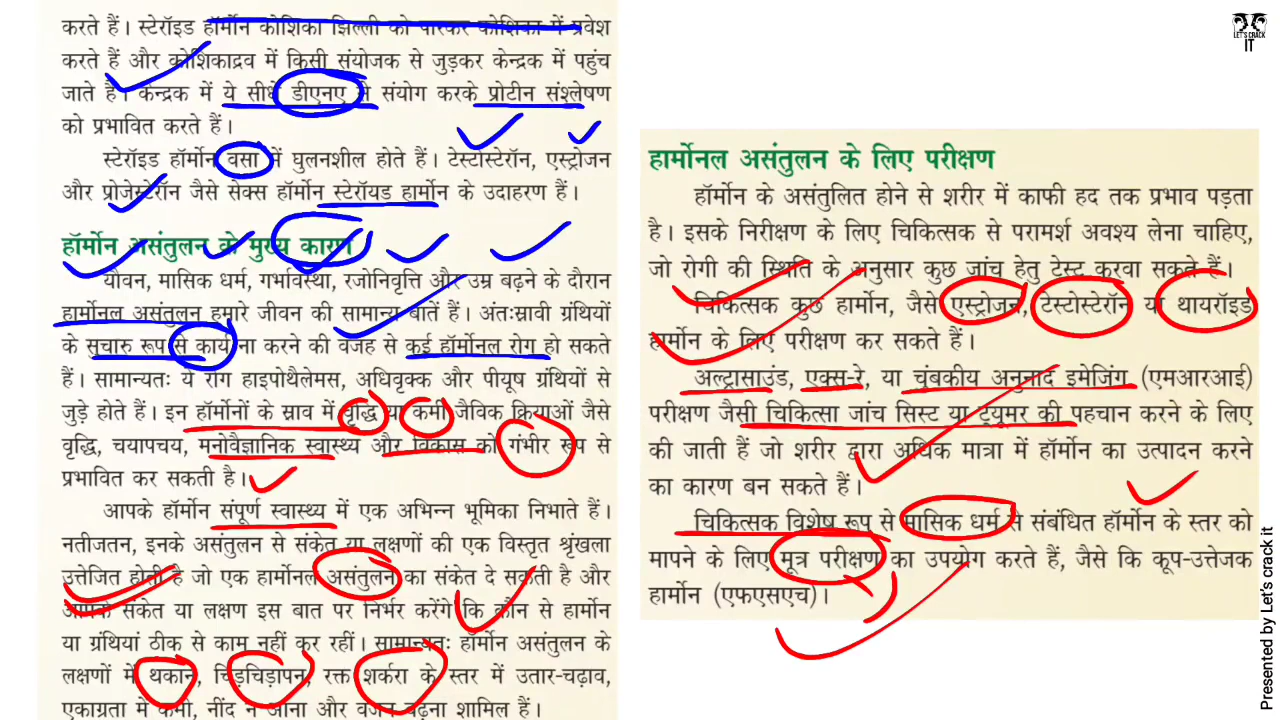 करते हैं। स्टेरॉइड हॉर्मोन कोशिका झिल्ली को पारकर कोशिका में प्रवेश
करते हैं और कोशिकाद्रव में किसी संयोजक से जुड़कर केन्द्रक में पहुंच
जाते हैं। केन्द्रक में ये सीधे डीएनए से संयोग करके प्रोटीन संश्लेषण
को प्रभावित करते हैं।
स्टेरॉइड हॉर्मोन वसा में घुलनशील होते हैं। टेस्टोस्टेरॉन, एस्ट्रोजन
और प्रोजेस्टेरॉन जैसे सेक्स हॉर्मोन स्टेरॉयड हार्मोन के उदाहरण हैं।
हॉर्मोन असंतुलन के मुख्य कारण
यौवन, मासिक धर्म, गर्भावस्था, रजोनिवृत्ति और उम्र बढ़ने के दौरान
हार्मोनल असंतुलन हमारे जीवन की सामान्य बातें हैं। अंतःस्रावी ग्रंथियों
के सुचारु रूप से कार्य ना करने की वजह से कई हॉर्मोनल रोग हो सकते
हैं। सामान्यतः ये रोग हाइपोथैलेमस, अधिवृक्क और पीयूष ग्रंथियों से
जुड़े होते हैं। इन हॉर्मोनों के स्राव में वृद्धि या कमी जैविक क्रियाओं जैसे
वृद्धि, चयापचय, मनोवैज्ञानिक स्वास्थ्य और विकास को गंभीर रूप से
प्रभावित कर सकती है।
आपके हॉर्मोन संपूर्ण स्वास्थ्य में एक अभिन्न भूमिका निभाते हैं।
नतीजतन, इनके असंतुलन से संकेत या लक्षणों की एक विस्तृत श्रृंखला
उत्तेजित होती है जो एक हार्मोनल असंतुलन का संकेत दे सकती है और
आपके संकेत या लक्षण इस बात पर निर्भर करेंगे कि कौन से हार्मोन
या ग्रंथियां ठीक से काम नहीं कर रहीं। सामान्यतः हॉर्मोन असंतुलन के
लक्षणों में थकान, चिड़चिड़ापन, रक्त शर्करा के स्तर में उतार-चढ़ाव,
एकाग्रता में कमी, नींद न आना और वजन बढ़ना शामिल हैं।
हार्मोनल असंतुलन के लिए परीक्षण
हॉर्मोन के असंतुलित होने से शरीर में काफी हद तक प्रभाव पड़ता
है। इसके निरीक्षण के लिए चिकित्सक से परामर्श अवश्य लेना चाहिए,
जो रोगी की स्थिति के अनुसार कुछ जांच हेतु टेस्ट करवा सकते हैं।
चिकित्सक कुछ हार्मोन, जैसे एस्ट्रोजन, टेस्टोस्टेरॉन या थायरॉइड
हार्मोन के लिए परीक्षण कर सकते हैं।
अल्ट्रासाउंड, एक्स-रे, या चुंबकीय अनुनाद इमेजिंग (एमआरआई)
परीक्षण जैसी चिकित्सा जांच सिस्ट या ट्यूमर की पहचान करने के लिए
की जाती हैं जो शरीर द्वारा अधिक मात्रा में हॉर्मोन का उत्पादन करने
का कारण बन सकते हैं।
चिकित्सक विशेष रूप से मासिक धर्म से संबंधित हॉर्मोन के स्तर को
मापने के लिए मूत्र परीक्षण का उपयोग करते हैं, जैसे कि कूप-उत्तेजक
हार्मोन (एफएसएच)।
LET'S CRACK
IT
Presented by Let's crack it